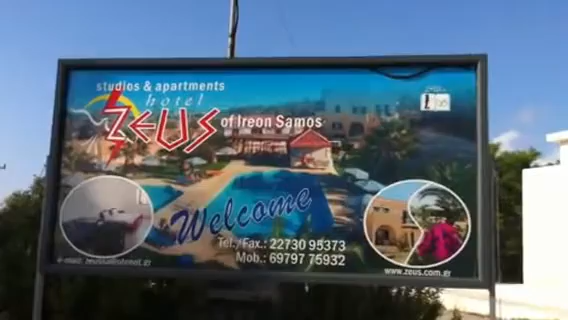 studios & apartments
hotel
ZEUS of Ireon Samos
Welcome
Tel./Fax.: 22730 95373
Mob.: 69797 75932
e-mail:
www.zeus.com.gr